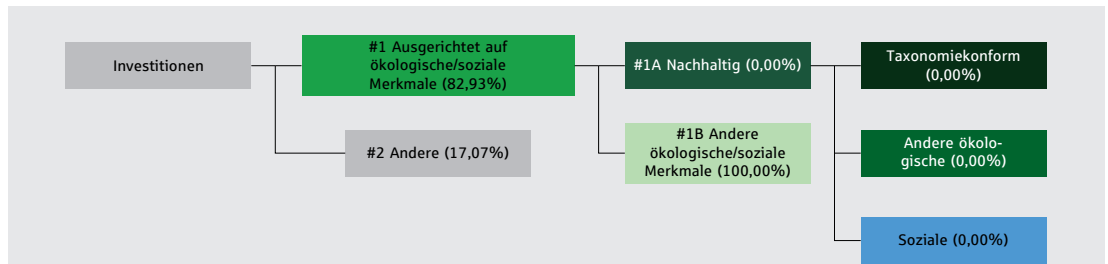 Investitionen
#1 Ausgerichtet auf
ökologische/soziale
Merkmale (82,93%)
#2 Andere (17,07%)
#1A Nachhaltig (0,00%)
#1B Andere
ökologische/soziale
Merkmale (100,00%)
Taxonomiekonform
(0,00%)
Andere ökolo-
gische (0,00%)
Soziale (0,00%)